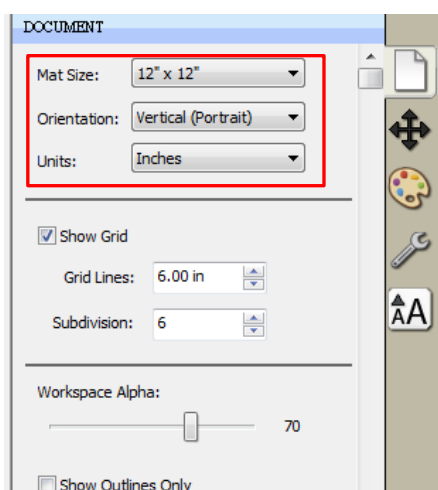 DOCUMENT
Mat Size: 12" x 12"
Orientation: Vertical (Portrait)
Units: Inches
Show Grid
Grid Lines: 6.00 in
Subdivision: 6
AA
Workspace Alpha:
70
Show Outlines Only